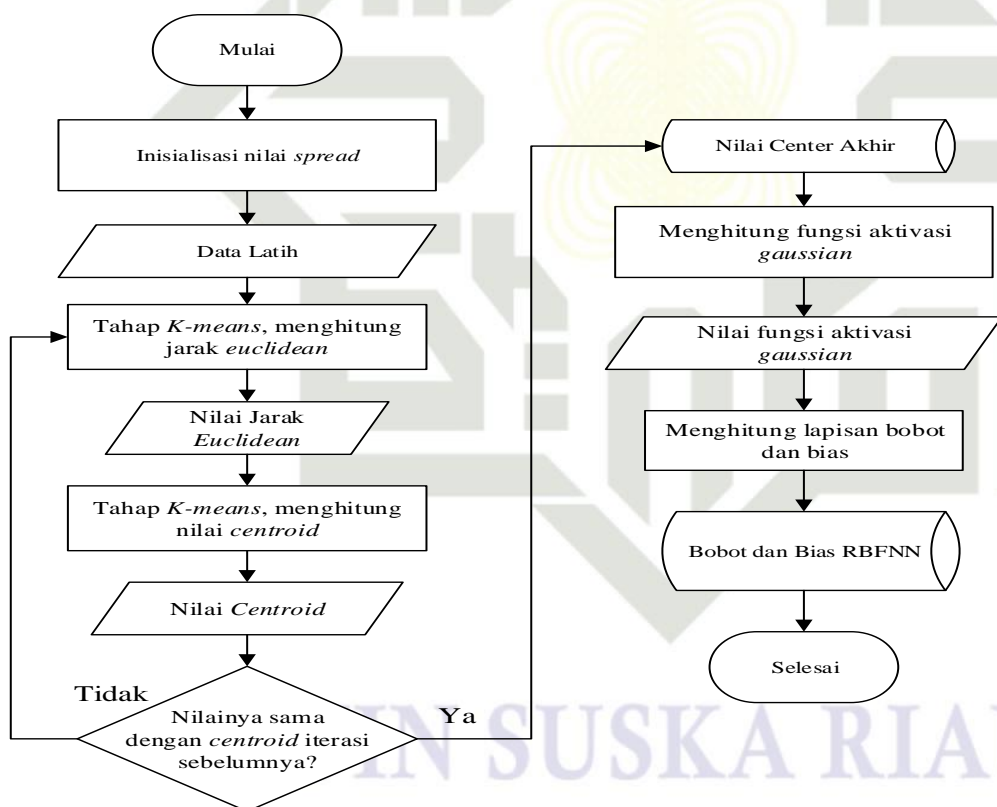 Mulai
Inisialisasi nilai spread
Data Latih
Tahap K-means, menghitung
jarak euclidean
Nilai Jarak
Euclidean
Tahap K-means, menghitung
nilai centroid
Nilai Centroid
Tidak
Nilainya sama
dengan centroid iterasi
sebelumnya?
Ya
Nilai Center Akhir
Menghitung fungsi aktivasi
gaussian
Nilai fungsi aktivasi
gaussian
Menghitung lapisan bobot
dan bias
Bobot dan Bias RBFNN
Selesai
IN SUSKA RIA